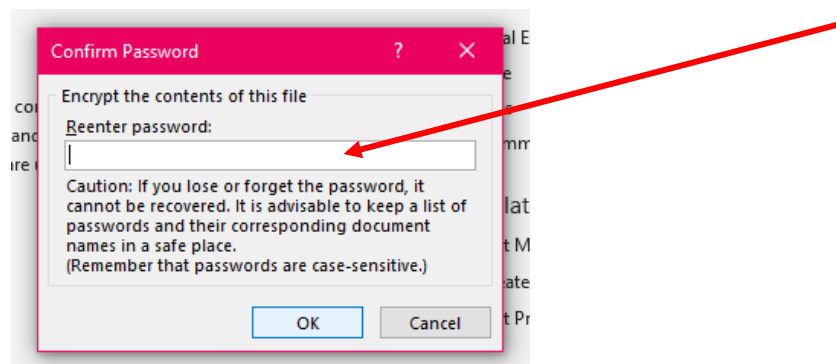 Confirm Password ? ×
Encrypt the contents of this file
Reenter password:
Caution: If you lose or forget the password, it
cannot be recovered. It is advisable to keep a list of
passwords and their corresponding document
names in a safe place.
(Remember that passwords are case-sensitive.)
OK Cancel